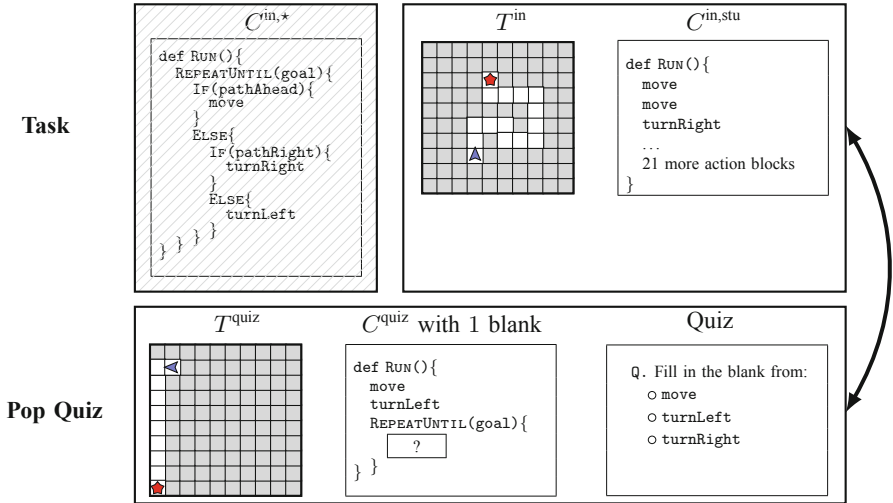 C^in,⋆
T^in
C^in,stu
Task
def RUN(){
REPEATUNTIL(goal){
IF(pathAhead){
move
}
ELSE{
IF(pathRight){
turnRight
}
ELSE{
turnLeft
}
} } } }
def RUN(){
move
move
turnRight
...
21 more action blocks
}
Pop Quiz
T^quiz
C^quiz with 1 blank
Quiz
def RUN(){
move
turnLeft
REPEATUNTIL(goal){
?
} }
Q. Fill in the blank from:
○ move
○ turnLeft
○ turnRight